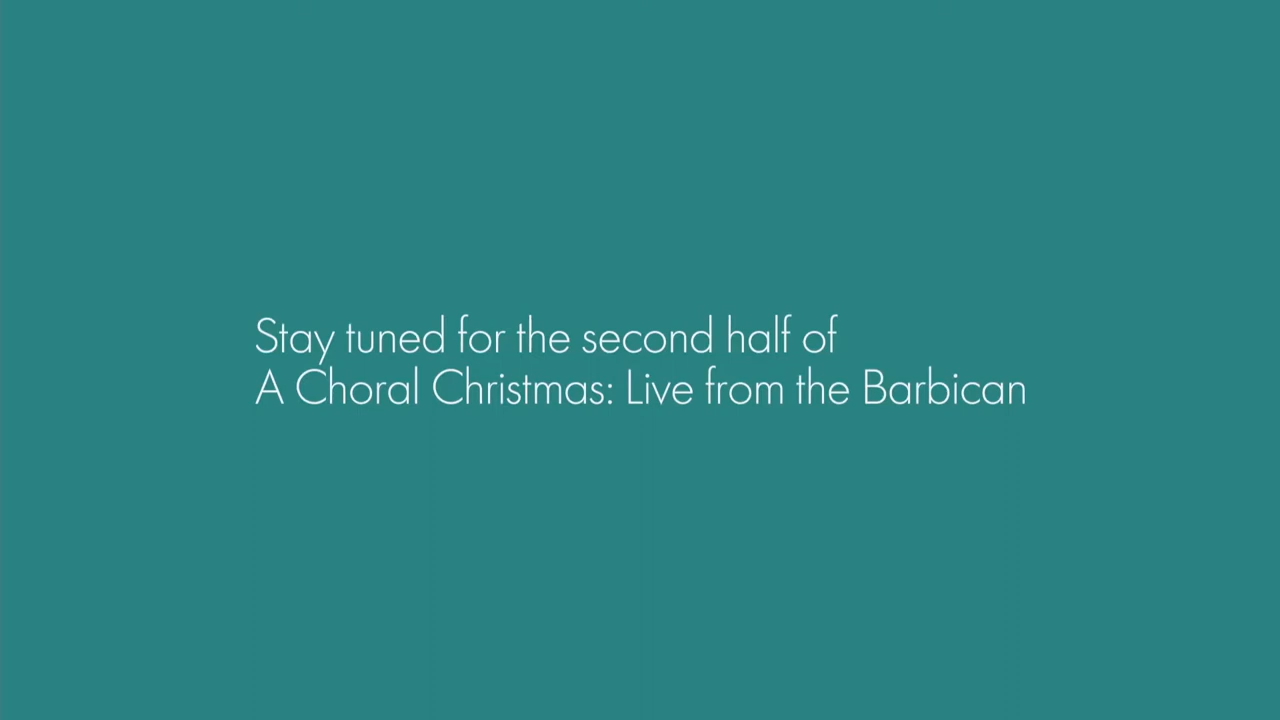 Stay tuned for the second half of
A Choral Christmas: Live from the Barbican